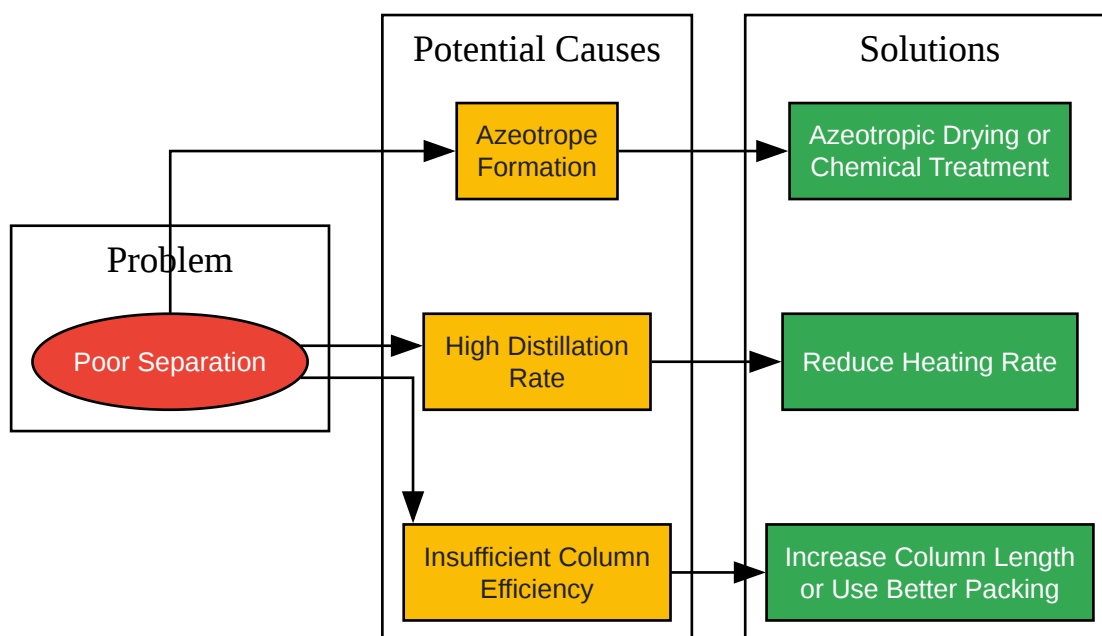 Potential Causes
Solutions
Azeotrope
Formation
Azeotropic Drying or
Chemical Treatment
Problem
Poor Separation
High Distillation
Rate
Reduce Heating Rate
Insufficient Column
Efficiency
Increase Column Length
or Use Better Packing